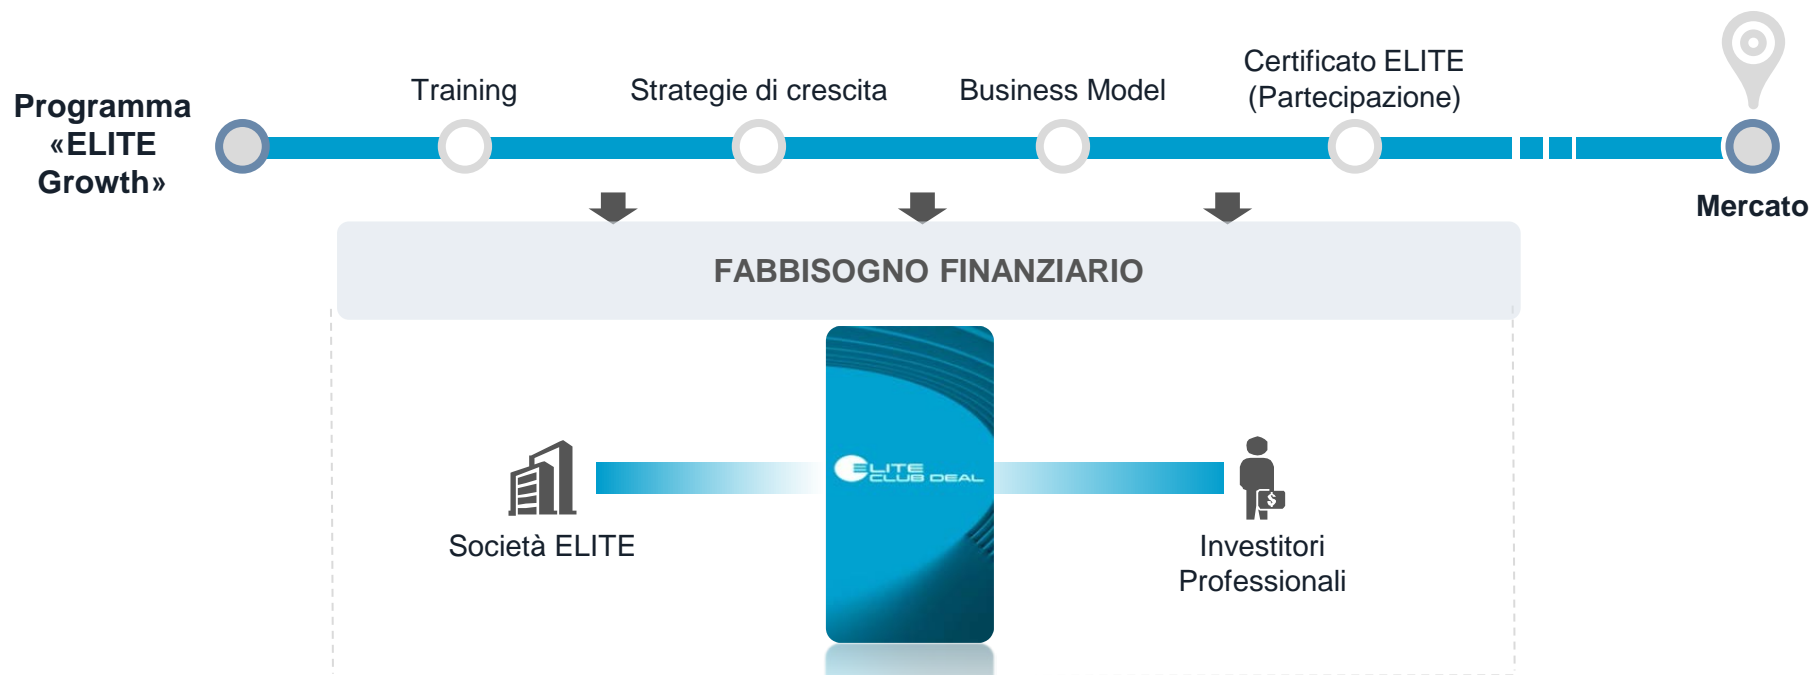 Programma
«ELITE
Growth»
Training
Strategie di crescita
Business Model
Certificato ELITE
(Partecipazione)
Mercato
FABBISOGNO FINANZIARIO
ELITE
CLUB DEAL
$
Società ELITE
Investitori
Professionali